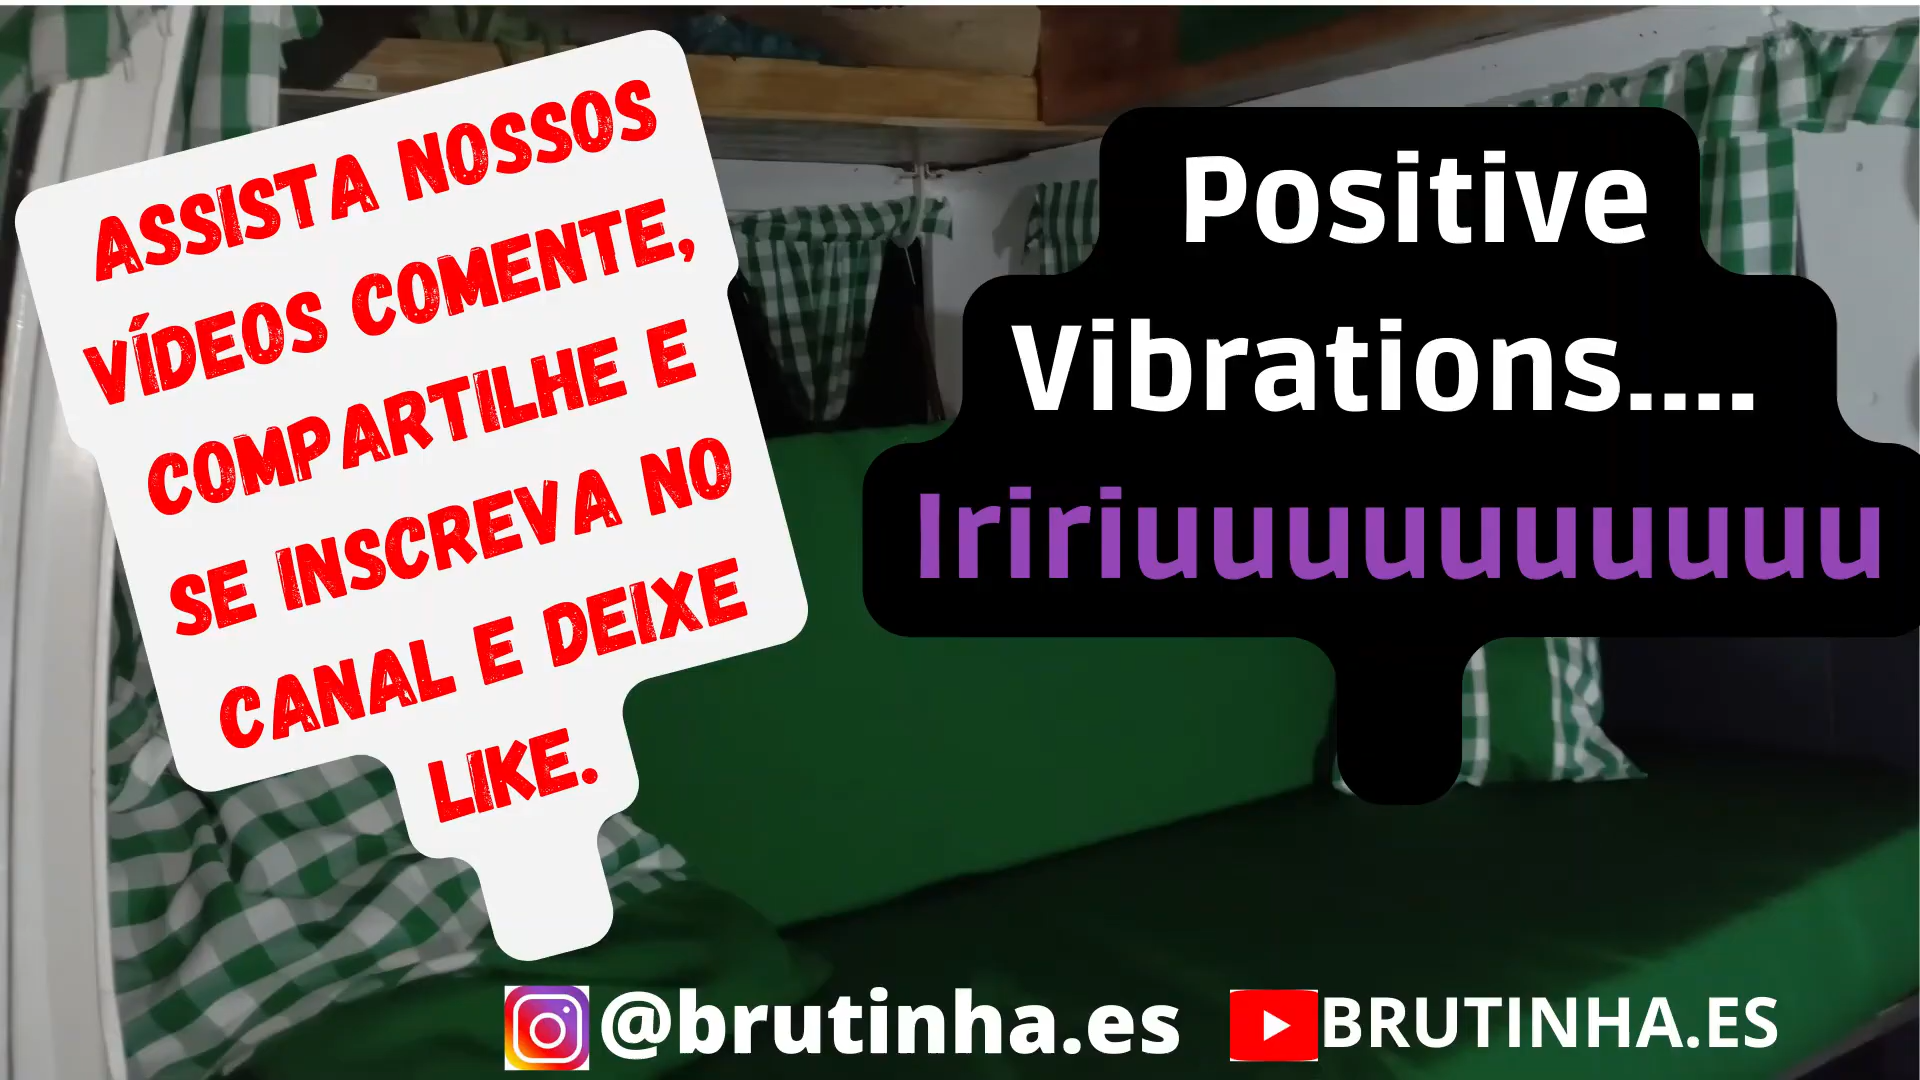 ASSISTA NOSSOS
VÍDEOS COMENTE,
COMPARTILHE E
SE INSCREVA NO
CANAL E DEIXE
LIKE.
Positive
Vibrations....
Iririuuuuuuuuuu
@brutinha.es
BRUTINHA.ES